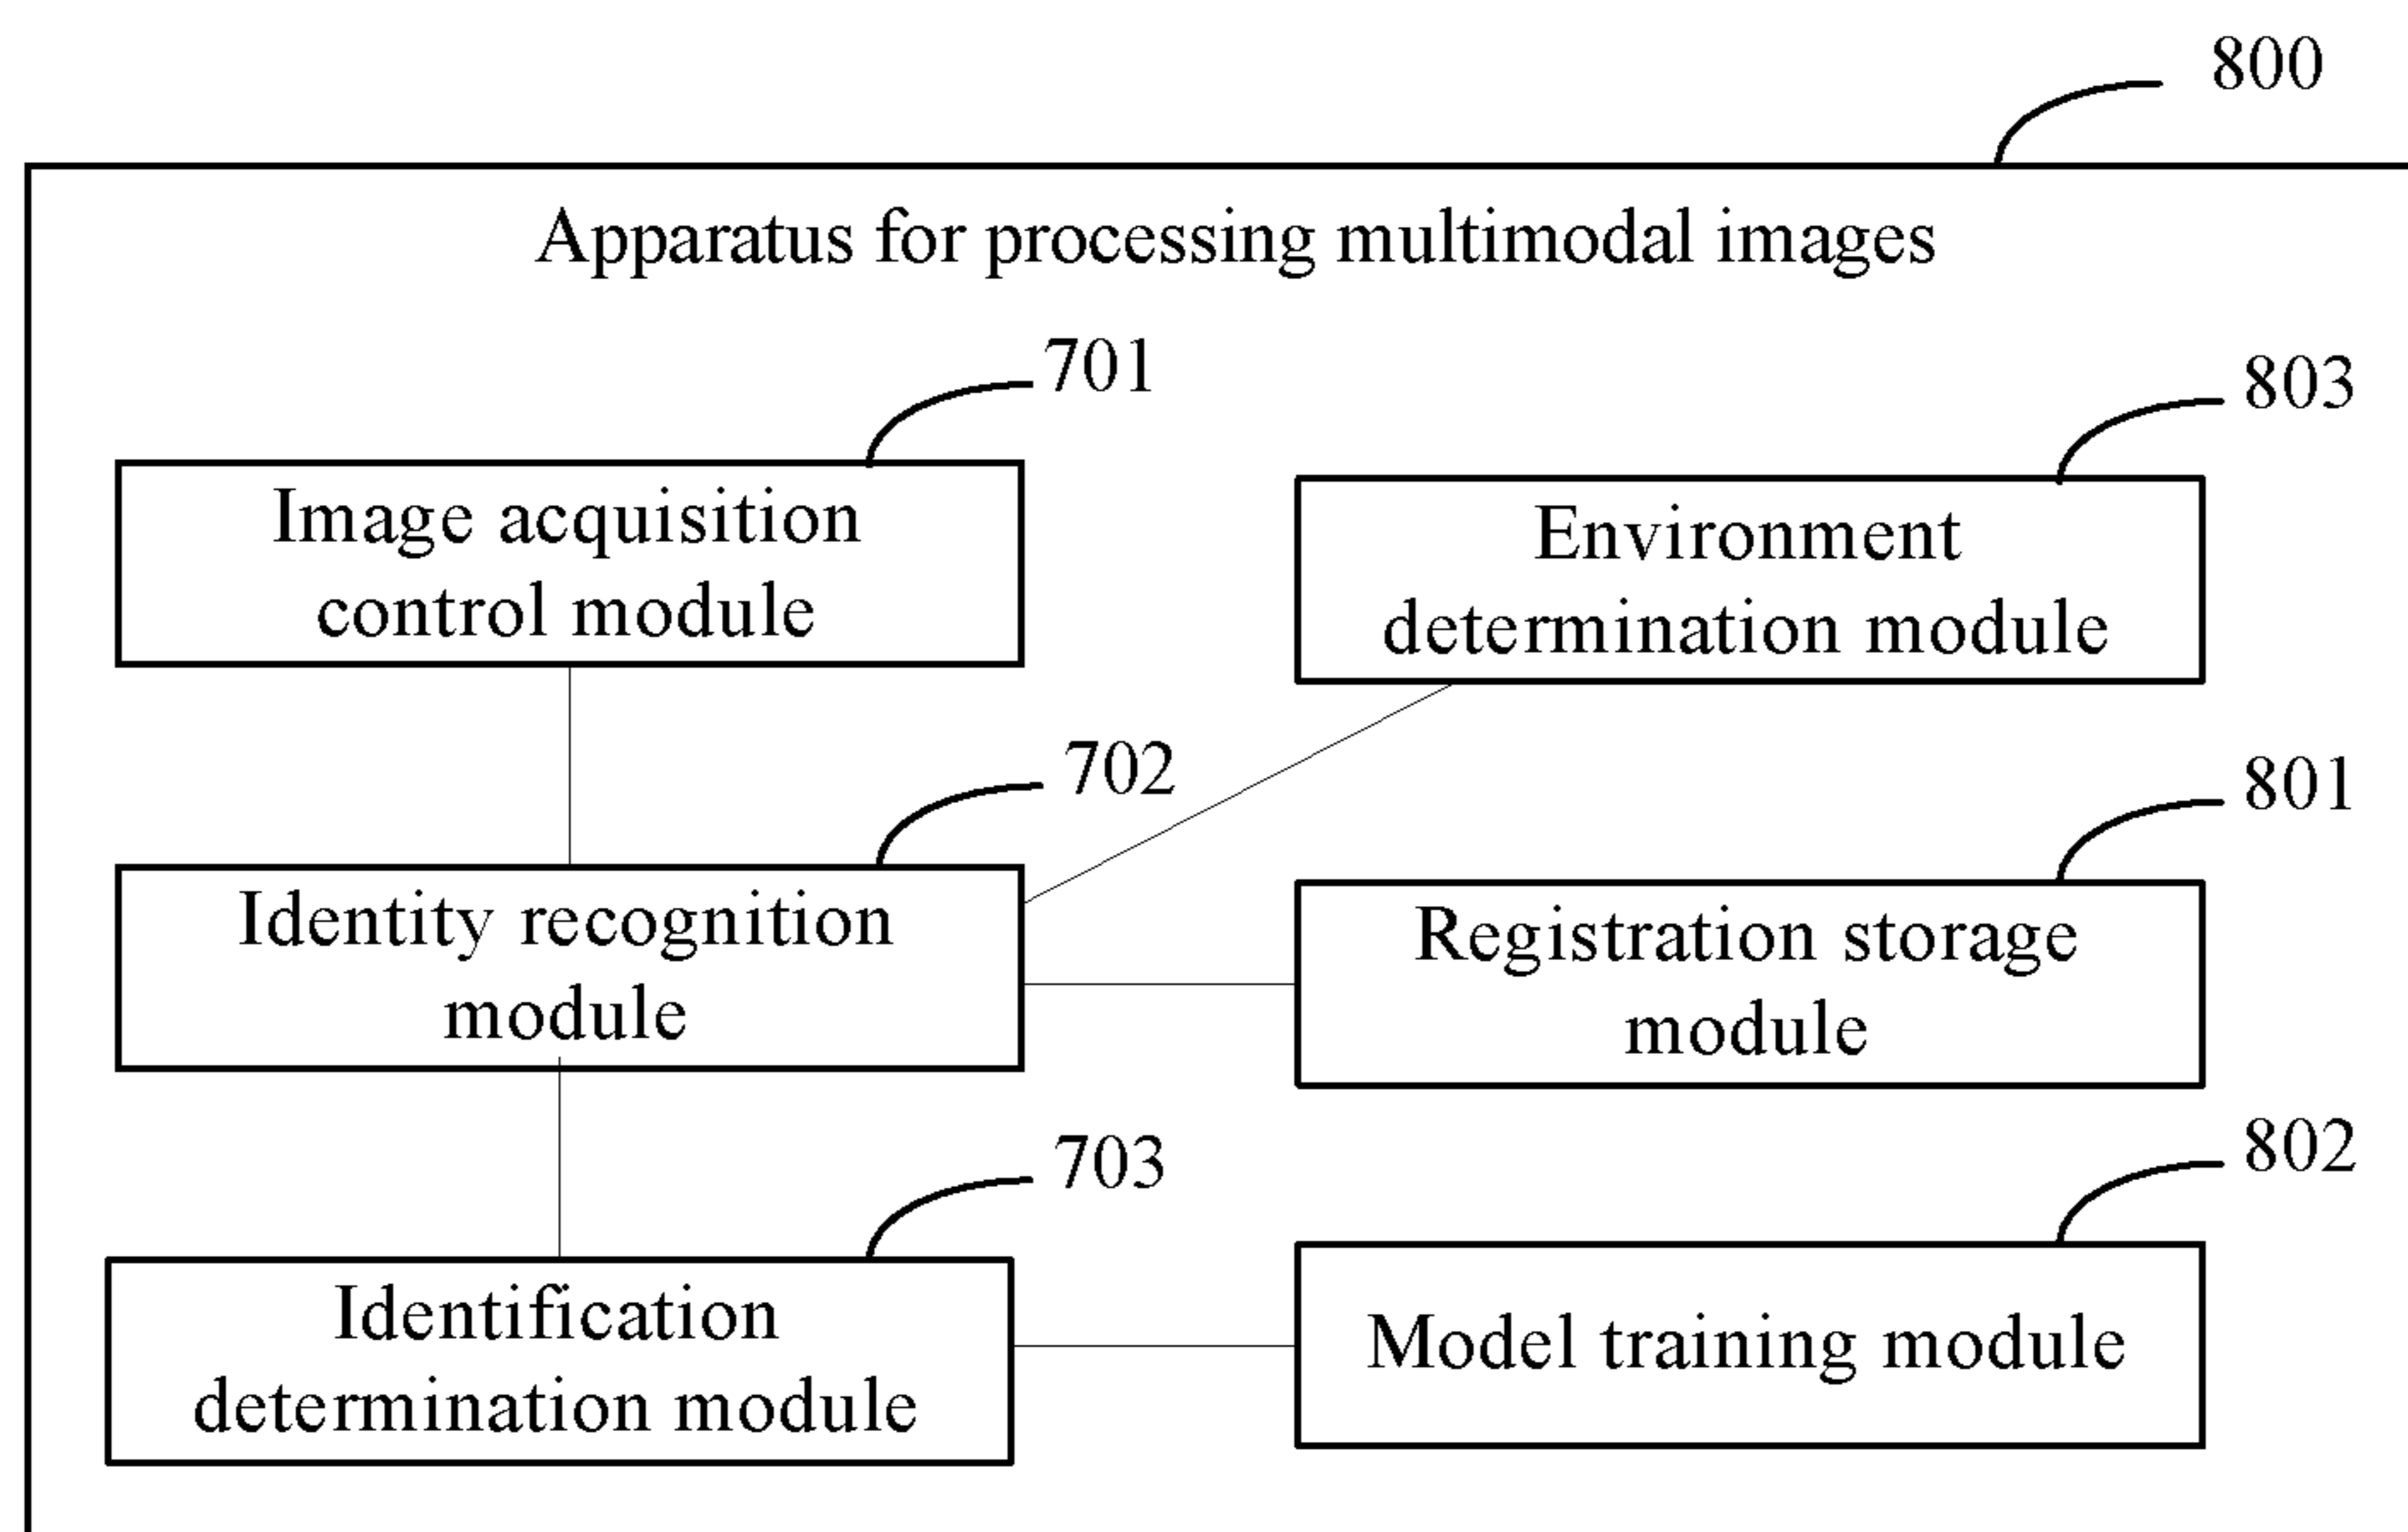 800
Apparatus for processing multimodal images
701
803
Image acquisition
control module
Environment
determination module
702
801
Identity recognition
module
Registration storage
module
703
802
Identification
determination module
Model training module